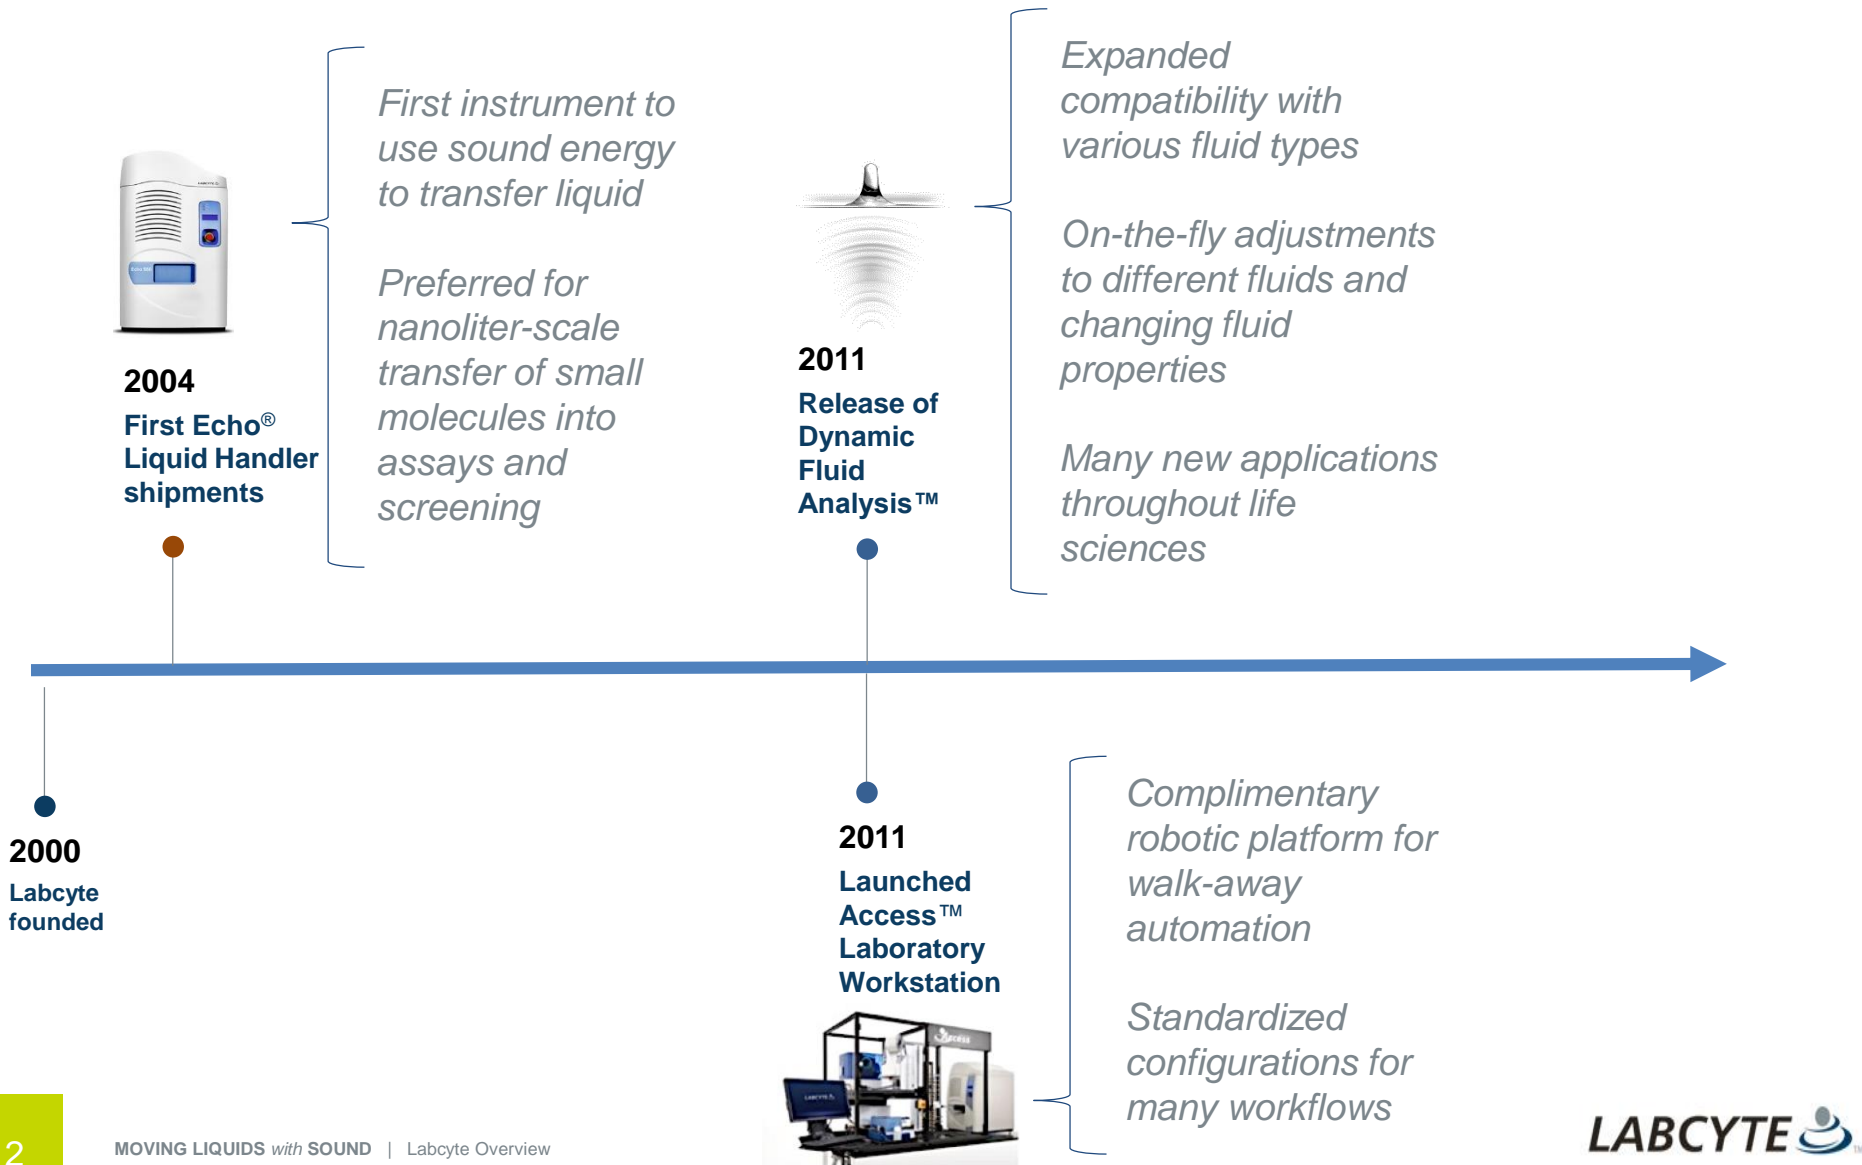 First instrument to
use sound energy
to transfer liquid
Preferred for
nanoliter-scale
transfer of small
molecules into
assays and
screening
2004
First Echo®
Liquid Handler
shipments
Expanded
compatibility with
various fluid types
On-the-fly adjustments
to different fluids and
changing fluid
properties
Many new applications
throughout life
sciences
2011
Release of
Dynamic
Fluid
Analysis™
2000
Labcyte
founded
2011
Launched
Access™
Laboratory
Workstation
Access
LABCYTE
Complimentary
robotic platform for
walk-away
automation
Standardized
configurations for
many workflows
2
MOVING LIQUIDS with SOUND | Labcyte Overview
LABCYTE